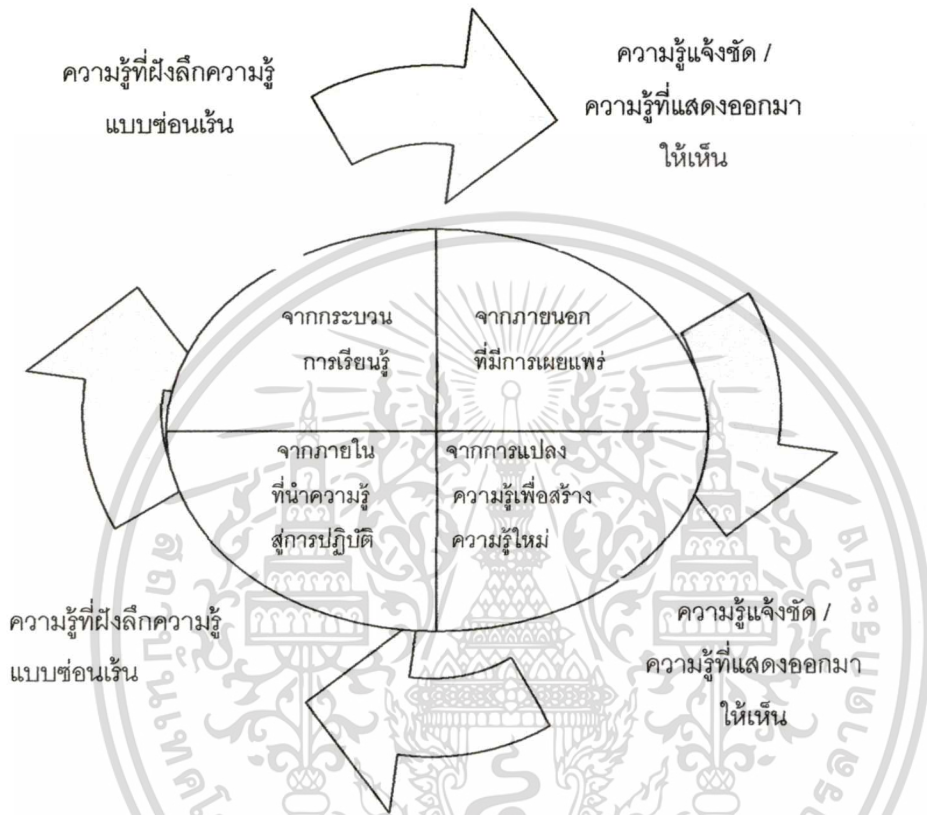 ความรู้ที่ฝังลึกความรู้
แบบซ่อนเร้น
ความรู้แจ้งชัด /
ความรู้ที่แสดงออกมา
ให้เห็น
จากกระบวน
การเรียนรู้
จากภายนอก
ที่มีการเผยแพร่
จากภายใน
ที่นำความรู้
สู่การปฏิบัติ
จากการแปลง
ความรู้เพื่อสร้าง
ความรู้ใหม่
ความรู้ที่ฝังลึกความรู้
แบบซ่อนเร้น
ความรู้แจ้งชัด /
ความรู้ที่แสดงออกมา
ให้เห็น